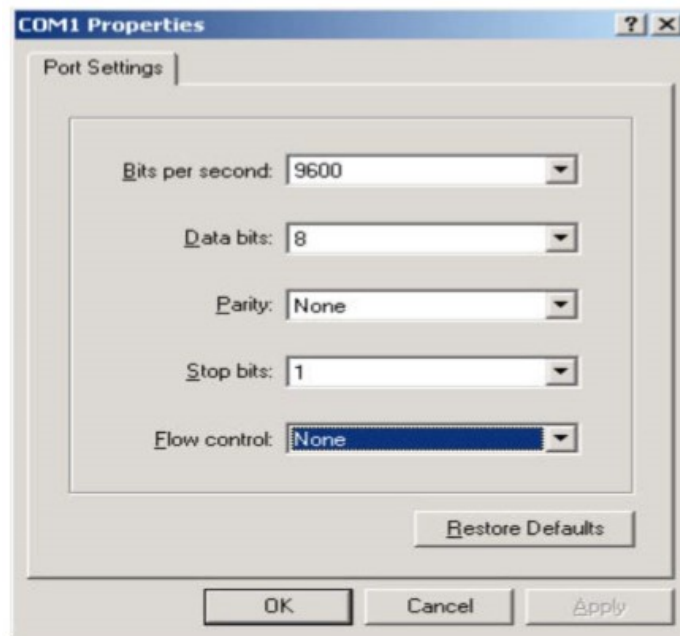 COM1 Properties
Port Settings
Bits per second: 9600
Data bits: 8
Parity: None
Stop bits: 1
Flow control: None
Restore Defaults
OK Cancel Apply